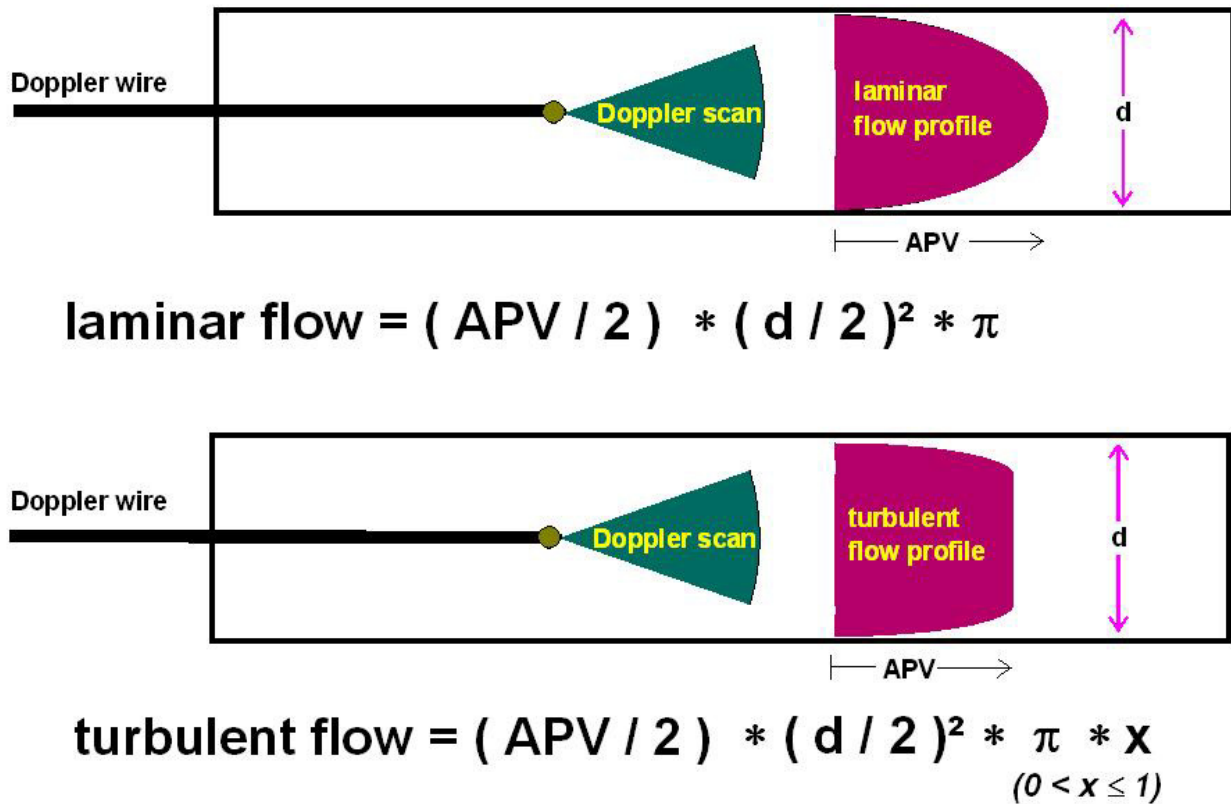 Doppler wire
Doppler scan
laminar
flow profile
d
APV
laminar flow = ( APV / 2 ) * ( d / 2 )² * π
Doppler wire
Doppler scan
turbulent
flow profile
d
APV
turbulent flow = ( APV / 2 ) * ( d / 2 )² * π * x
(0 < x ≤ 1)